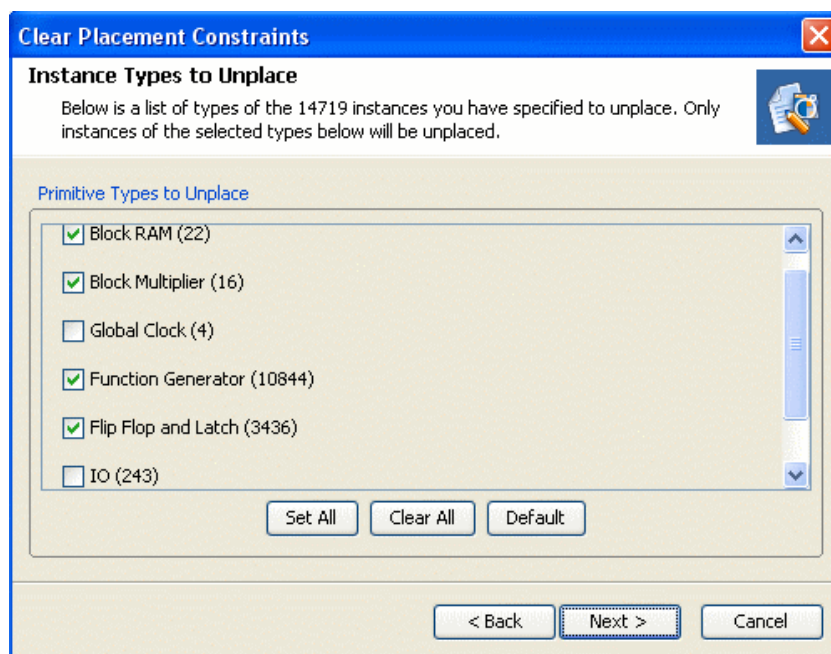 Clear Placement Constraints
Instance Types to Unplace
Below is a list of types of the 14719 instances you have specified to unplace. Only
instances of the selected types below will be unplaced.
Primitive Types to Unplace
Block RAM (22)
Block Multiplier (16)
Global Clock (4)
Function Generator (10844)
Flip Flop and Latch (3436)
IO (243)
Set All
Clear All
Default
< Back
Next >
Cancel